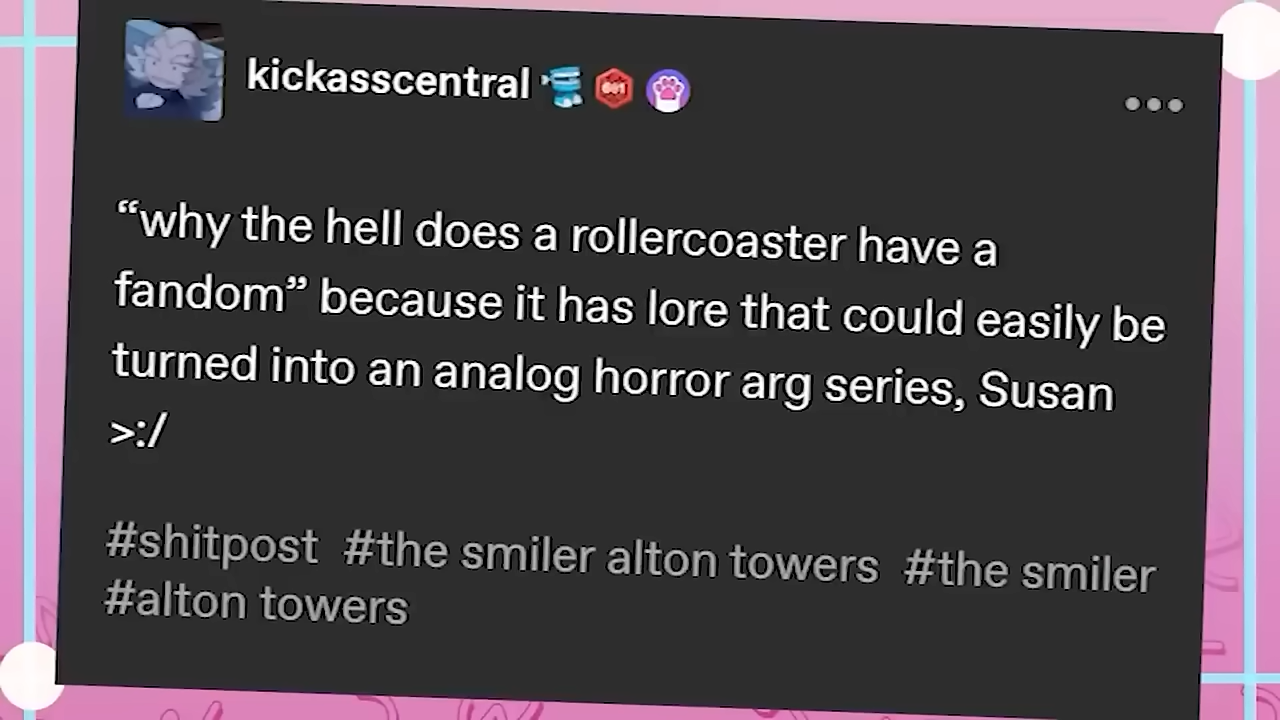 kickasscentral
“why the hell does a rollercoaster have a
fandom” because it has lore that could easily be
turned into an analog horror arg series, Susan
>:/
#shitpost #the smiler alton towers #the smiler
#alton towers